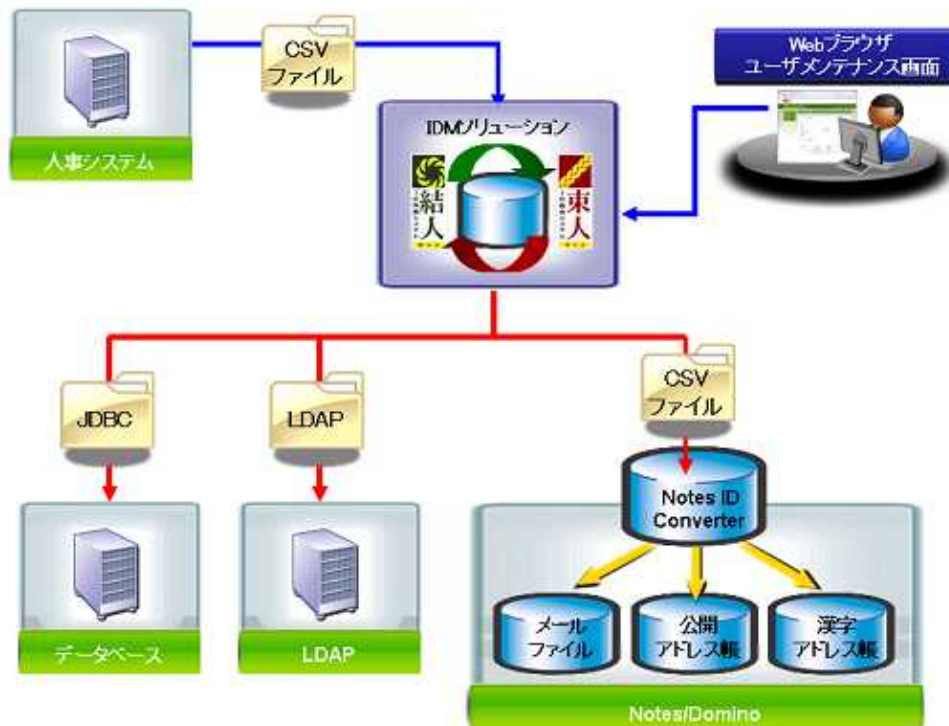 CSV
ファイル
Webブラウザ
ユーザメンテナンス画面
人事システム
IDMソリューション
結人
束人
JDBC
LDAP
CSV
ファイル
Notes ID
Converter
メール
ファイル
公開
アドレス帳
漢字
アドレス帳
データベース
LDAP
Notes/Domino